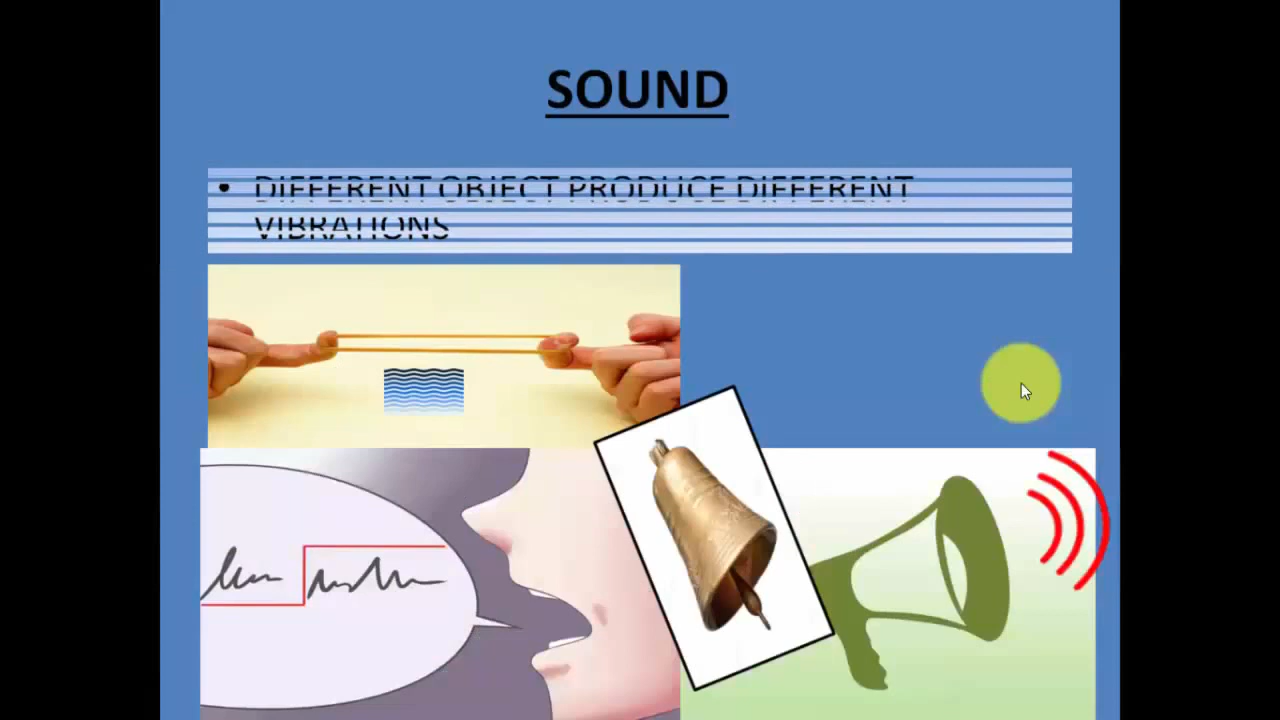 SOUND
• DIFFERENT OBJECT PRODUCE DIFFERENT
VIBRATIONS